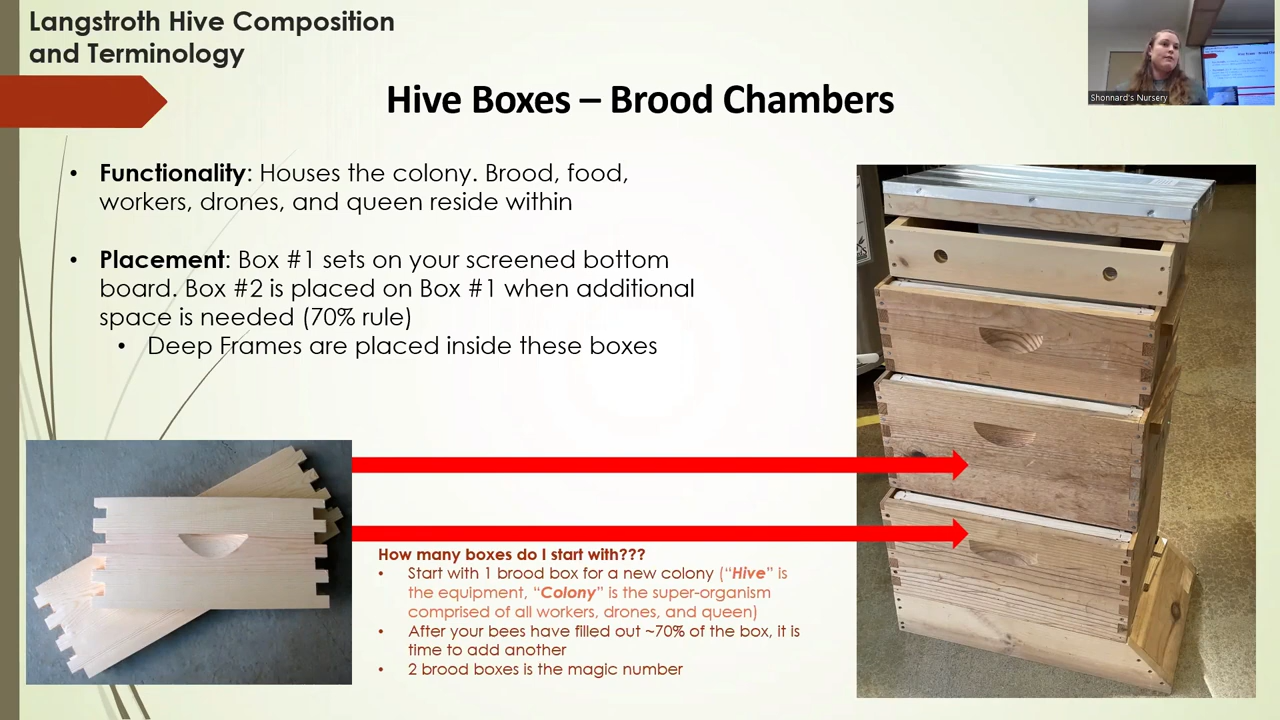 Langstroth Hive Composition
and Terminology
Shonnard's Nursery
Hive Boxes – Brood Chambers
• Functionality: Houses the colony. Brood, food,
workers, drones, and queen reside within
• Placement: Box #1 sets on your screened bottom
board. Box #2 is placed on Box #1 when additional
space is needed (70% rule)
• Deep Frames are placed inside these boxes
How many boxes do I start with???
• Start with 1 brood box for a new colony (“Hive” is
the equipment, “Colony” is the super-organism
comprised of all workers, drones, and queen)
• After your bees have filled out ~70% of the box, it is
time to add another
• 2 brood boxes is the magic number